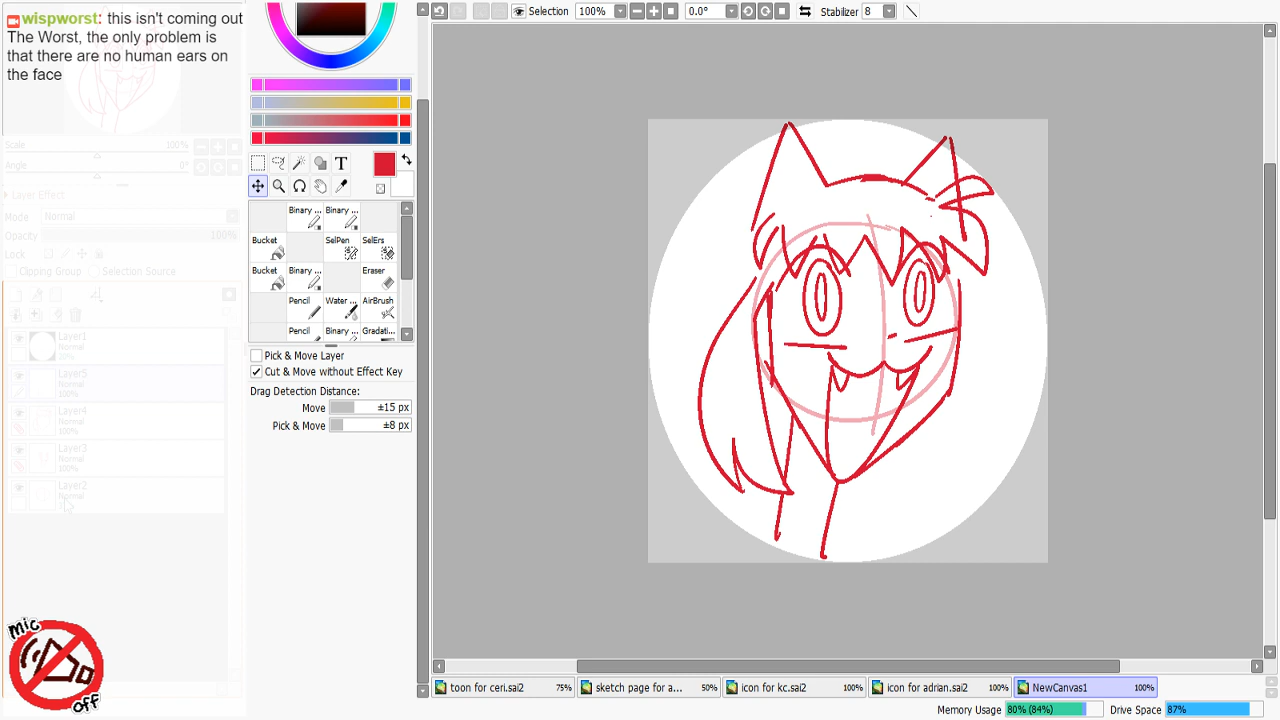 wispworst: this isn't coming out
The Worst, the only problem is
that there are no human ears on
the face
Scale 100%
Angle 0°
Layer Effect
Mode Normal
Opacity 100%
Lock
Clipping Group Selection Source
Layer1
Normal
Layer5
Normal
100%
Layer4
Normal
100%
Layer3
Normal
100%
Layer2
Normal
mic
off
Selection 100% 0.0° Stabilizer 8
T
Binary ... Binary ...
Bucket SelPen SelErs
Bucket Binary ... Eraser
Pencil Water ... AirBrush
Pencil Binary ... Gradati...
Pick & Move Layer
Cut & Move without Effect Key
Drag Detection Distance:
Move ±15 px
Pick & Move ±8 px
toon for ceri.sai2 75% sketch page for a... 50% icon for kc.sai2 100% icon for adrian.sai2 100% NewCanvas1 100%
Memory Usage 80% (84%) Drive Space 87%